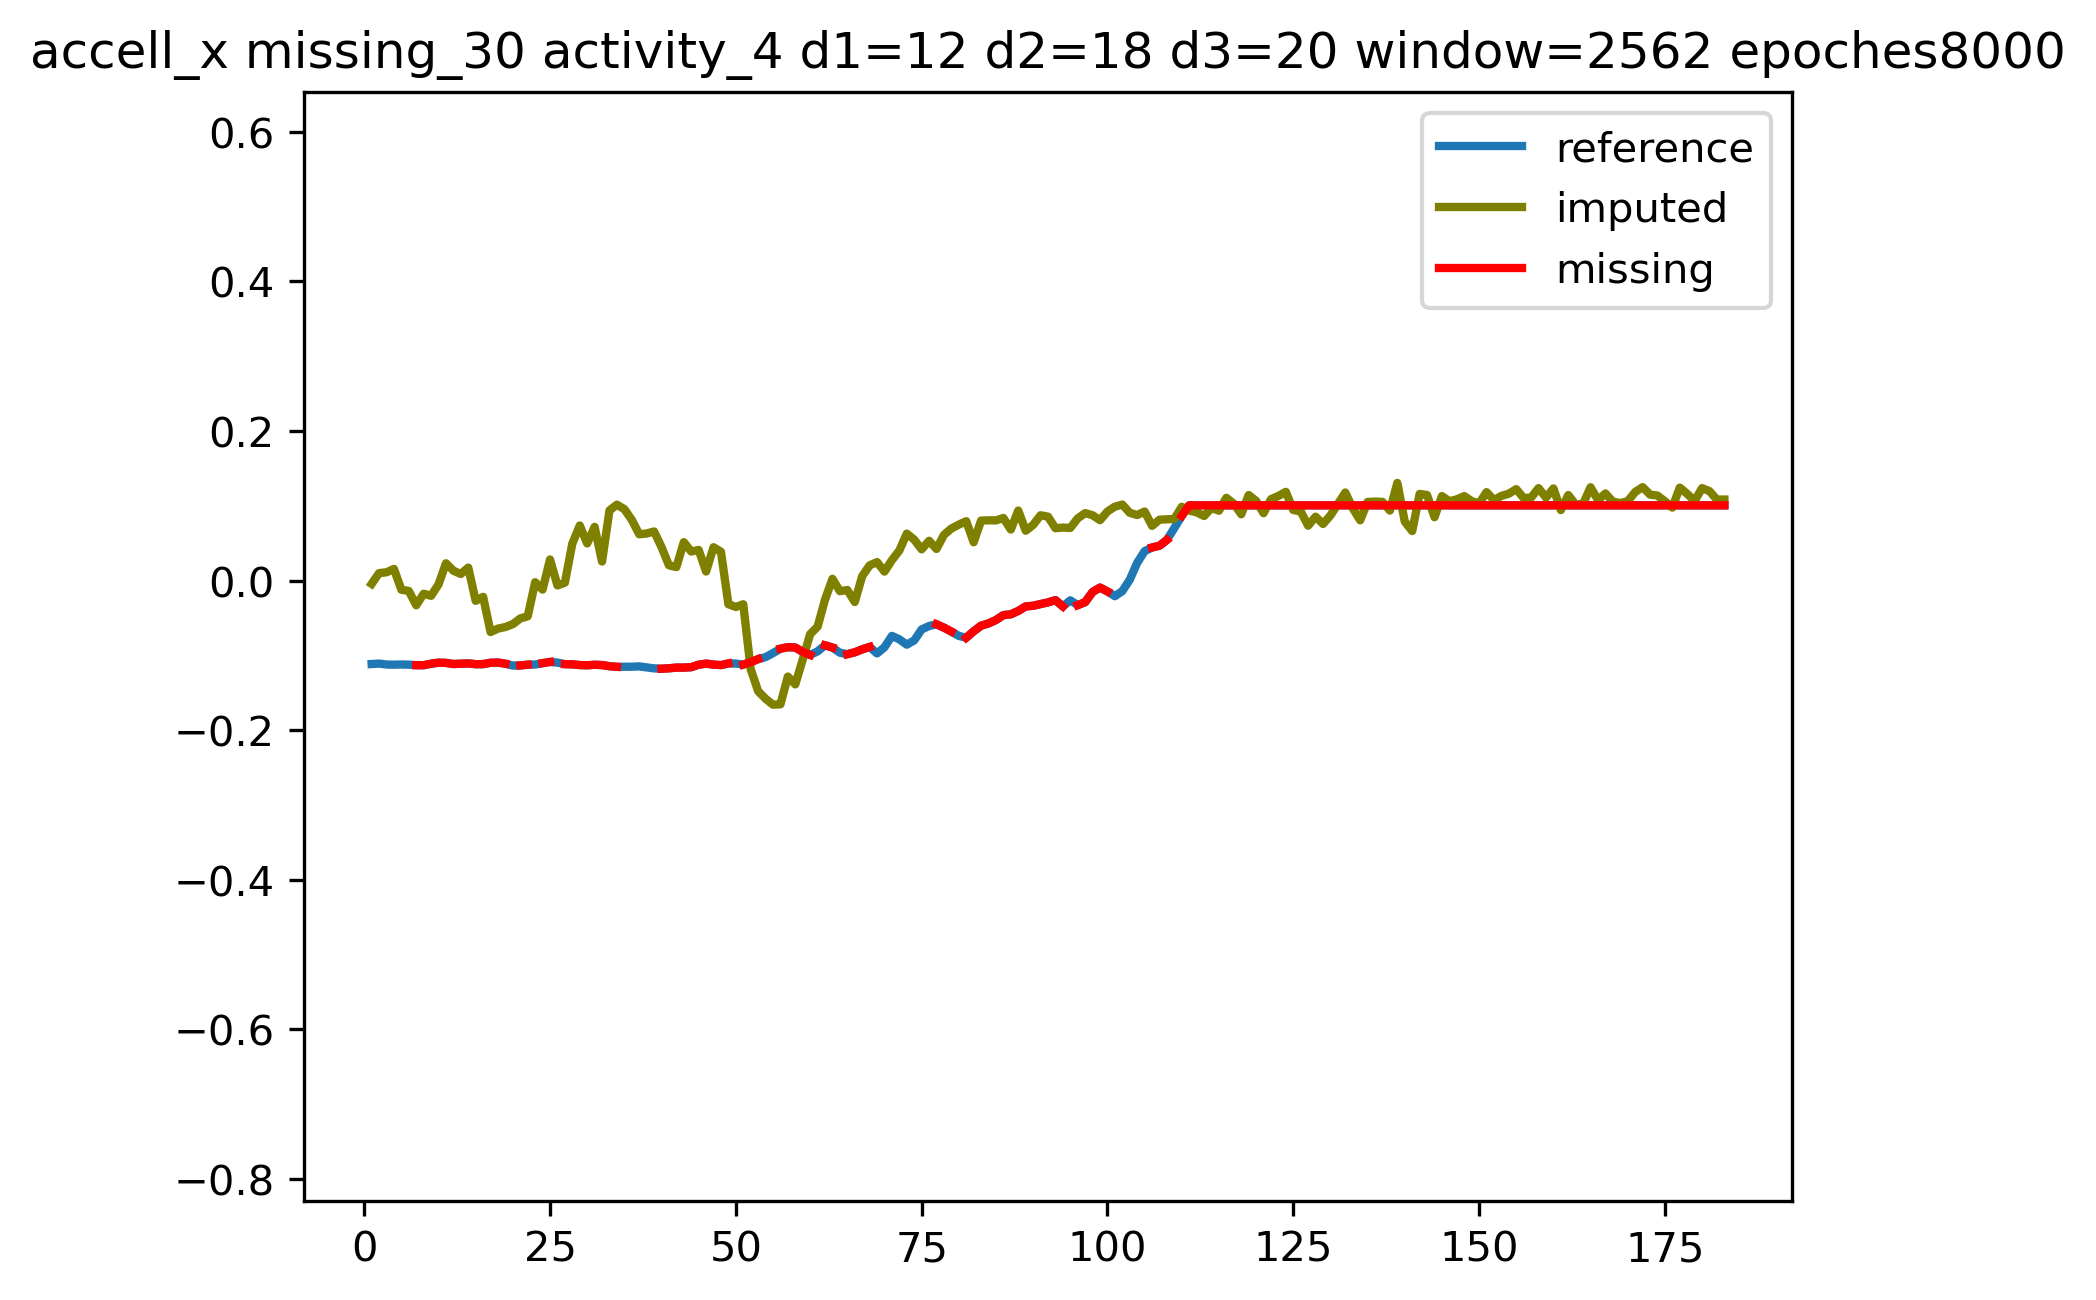 accell_x missing_30 activity_4 d1=12 d2=18 d3=20 window=2562 epoches8000
reference
imputed
missing
0.6
0.4
0.2
0.0
−0.2
−0.4
−0.6
−0.8
0 25 50 75 100 125 150 175